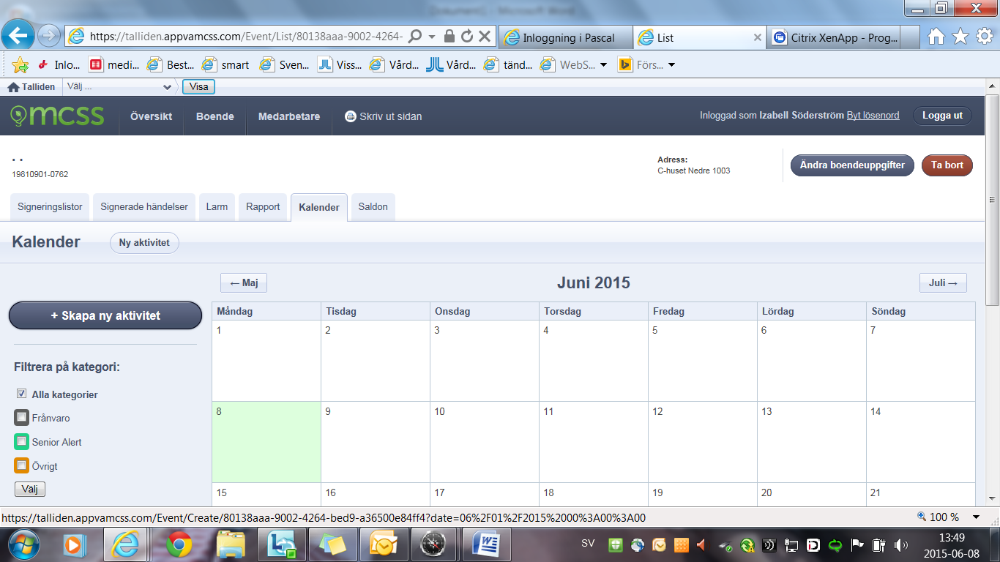 Dokument1 - Microsoft Word
https://talliden.appvamcss.com/Event/List/80138aaa-9002-4264-
Inloggning i Pascal
List
Citrix XenApp - Prog...
Inlo...
medi...
Best...
smart
Sven...
Viss...
Vård...
Vård...
tänd...
WebS...
Förs...
Talliden
Välj ...
Visa
mcss
Översikt
Boende
Medarbetare
Skriv ut sidan
Inloggad som Izabell Söderström Byt lösenord
Logga ut
. .
19810901-0762
Adress:
C-huset Nedre 1003
Ändra boendeuppgifter
Ta bort
Signeringslistor
Signerade händelser
Larm
Rapport
Kalender
Saldon
Kalender
Ny aktivitet
← Maj
Juni 2015
Juli →
+ Skapa ny aktivitet
Filtrera på kategori:
Alla kategorier
Frånvaro
Senior Alert
Övrigt
Välj
Måndag Tisdag Onsdag Torsdag Fredag Lördag Söndag
1 2 3 4 5 6 7
8 9 10 11 12 13 14
15 16 17 18 19 20 21
https://talliden.appvamcss.com/Event/Create/80138aaa-9002-4264-bed9-a36500e84ff4?date=06%2F01%2F2015%2000%3A00%3A00
100 %
SV
13:49
2015-06-08